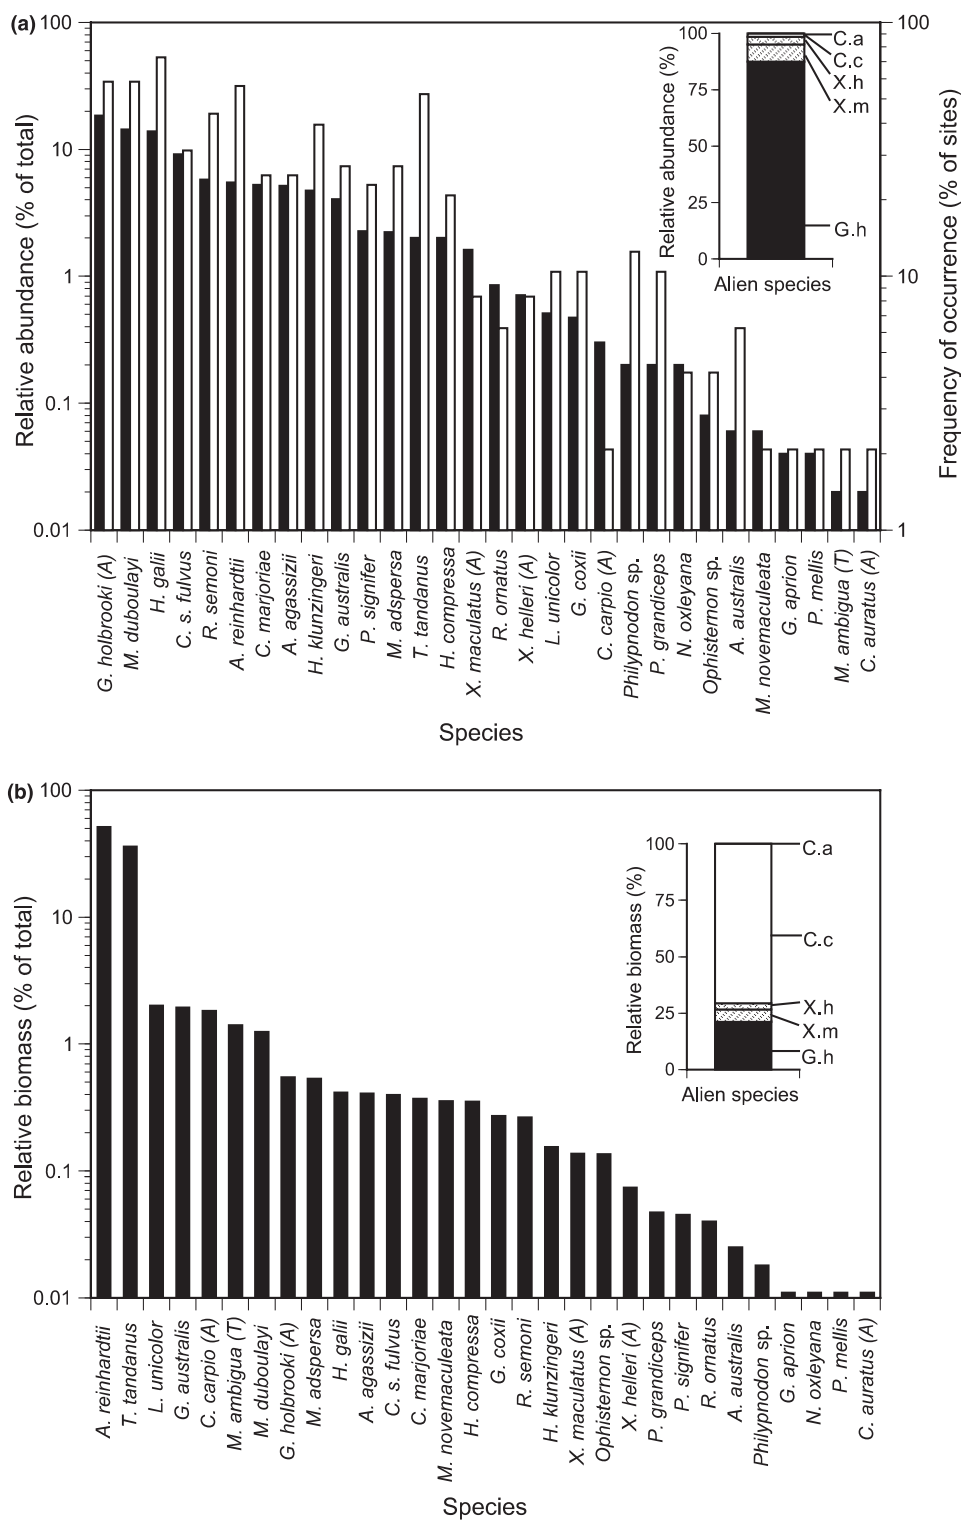 (a)
100
10
1
0.1
0.01
Relative abundance (% of total)
100
10
1
Frequency of occurrence (% of sites)
100
75
50
25
0
Relative abundance (%)
C.a
C.c
X.h
X.m
G.h
Alien species
G. holbrooki (A)
M. duboulayi
H. galii
C. s. fulvus
R. semoni
A. reinhardtii
C. marjoriae
A. agassizii
H. klunzingeri
G. australis
P. signifer
M. adspersa
T. tandanus
H. compressa
X. maculatus (A)
R. ornatus
X. helleri (A)
L. unicolor
G. coxii
C. carpio (A)
Philypnodon sp.
P. grandiceps
N. oxleyana
Ophisternon sp.
A. australis
M. novemaculeata
G. aprion
P. mellis
M. ambigua (T)
C. auratus (A)
Species
(b)
100
10
1
0.1
0.01
Relative biomass (% of total)
100
75
50
25
0
Relative biomass (%)
C.a
C.c
X.h
X.m
G.h
Alien species
A. reinhardtii
T. tandanus
L. unicolor
G. australis
C. carpio (A)
M. ambigua (T)
M. duboulayi
G. holbrooki (A)
M. adspersa
H. galii
A. agassizii
C. s. fulvus
C. marjoriae
M. novemaculeata
H. compressa
G. coxii
R. semoni
H. klunzingeri
X. maculatus (A)
Ophisternon sp.
X. helleri (A)
P. grandiceps
P. signifer
R. ornatus
A. australis
Philypnodon sp.
G. aprion
N. oxleyana
P. mellis
C. auratus (A)
Species